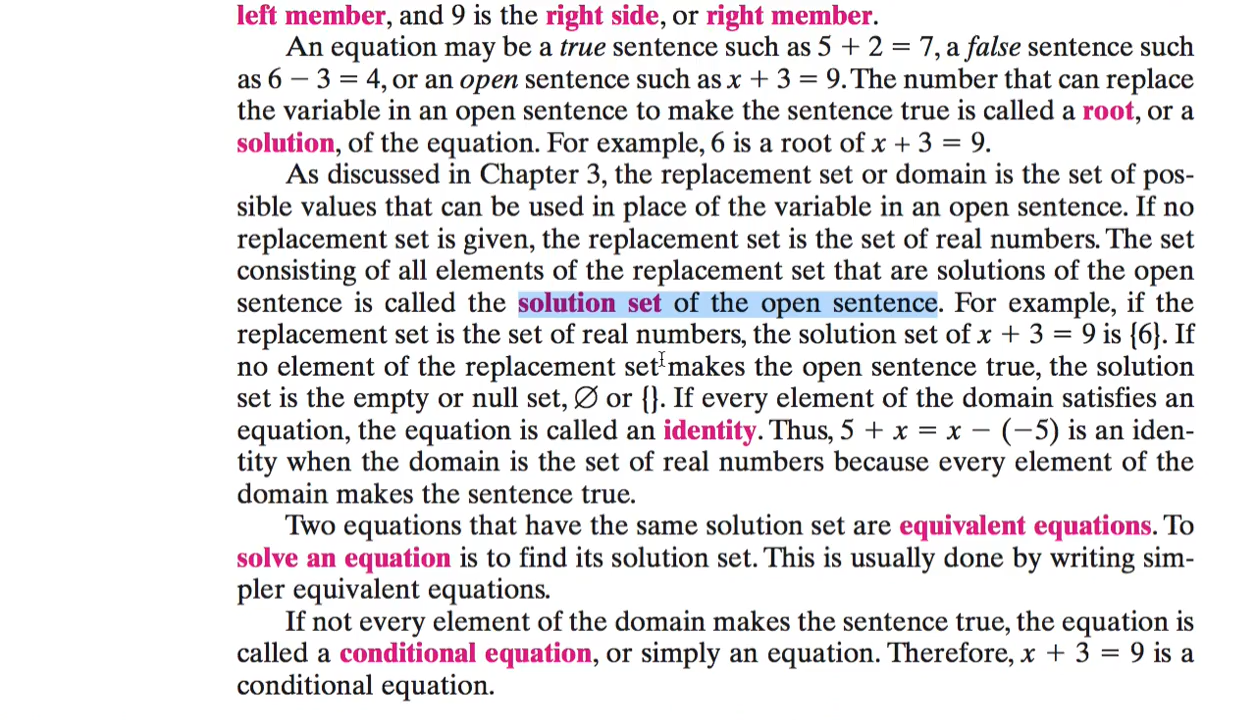 left member, and 9 is the right side, or right member.
An equation may be a true sentence such as 5 + 2 = 7, a false sentence such
as 6 − 3 = 4, or an open sentence such as x + 3 = 9. The number that can replace
the variable in an open sentence to make the sentence true is called a root, or a
solution, of the equation. For example, 6 is a root of x + 3 = 9.
As discussed in Chapter 3, the replacement set or domain is the set of pos-
sible values that can be used in place of the variable in an open sentence. If no
replacement set is given, the replacement set is the set of real numbers. The set
consisting of all elements of the replacement set that are solutions of the open
sentence is called the solution set of the open sentence. For example, if the
replacement set is the set of real numbers, the solution set of x + 3 = 9 is {6}. If
no element of the replacement set makes the open sentence true, the solution
set is the empty or null set, ∅ or {}. If every element of the domain satisfies an
equation, the equation is called an identity. Thus, 5 + x = x − (−5) is an iden-
tity when the domain is the set of real numbers because every element of the
domain makes the sentence true.
Two equations that have the same solution set are equivalent equations. To
solve an equation is to find its solution set. This is usually done by writing sim-
pler equivalent equations.
If not every element of the domain makes the sentence true, the equation is
called a conditional equation, or simply an equation. Therefore, x + 3 = 9 is a
conditional equation.